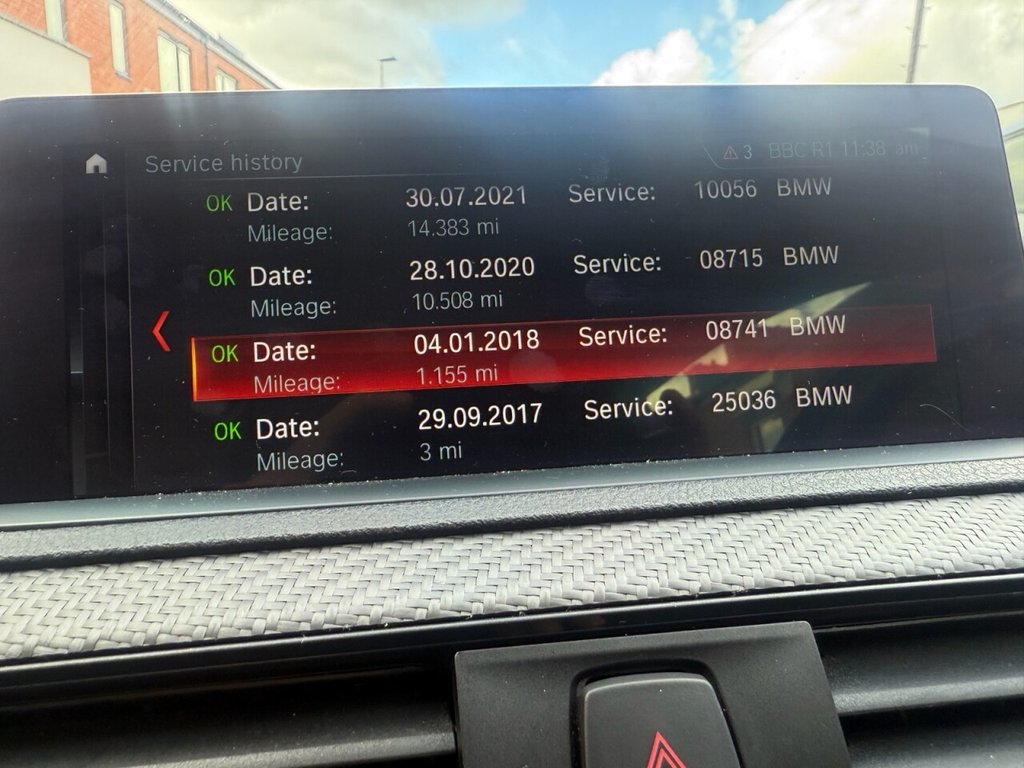 Service history
3 BBC R1 11:38 am
OK Date: 30.07.2021 Service: 10056 BMW
Mileage: 14.383 mi
OK Date: 28.10.2020 Service: 08715 BMW
Mileage: 10.508 mi
OK Date: 04.01.2018 Service: 08741 BMW
Mileage: 1.155 mi
OK Date: 29.09.2017 Service: 25036 BMW
Mileage: 3 mi